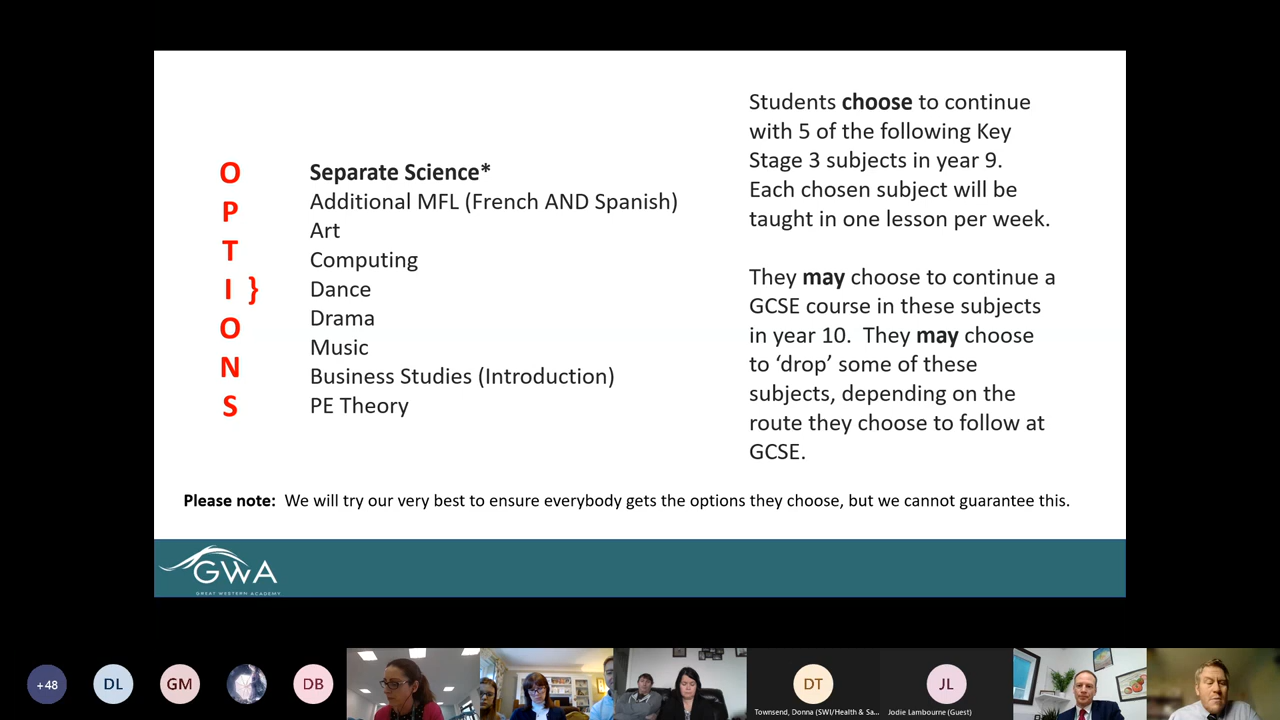 O
P
T
I }
O
N
S
Separate Science*
Additional MFL (French AND Spanish)
Art
Computing
Dance
Drama
Music
Business Studies (Introduction)
PE Theory
Students choose to continue
with 5 of the following Key
Stage 3 subjects in year 9.
Each chosen subject will be
taught in one lesson per week.
They may choose to continue a
GCSE course in these subjects
in year 10. They may choose
to ‘drop’ some of these
subjects, depending on the
route they choose to follow at
GCSE.
Please note: We will try our very best to ensure everybody gets the options they choose, but we cannot guarantee this.
GWA
GREAT WESTERN ACADEMY
+48
DL
GM
DB
DT
Townsend, Donna (SWI/Health & Sa...
JL
Jodie Lambourne (Guest)